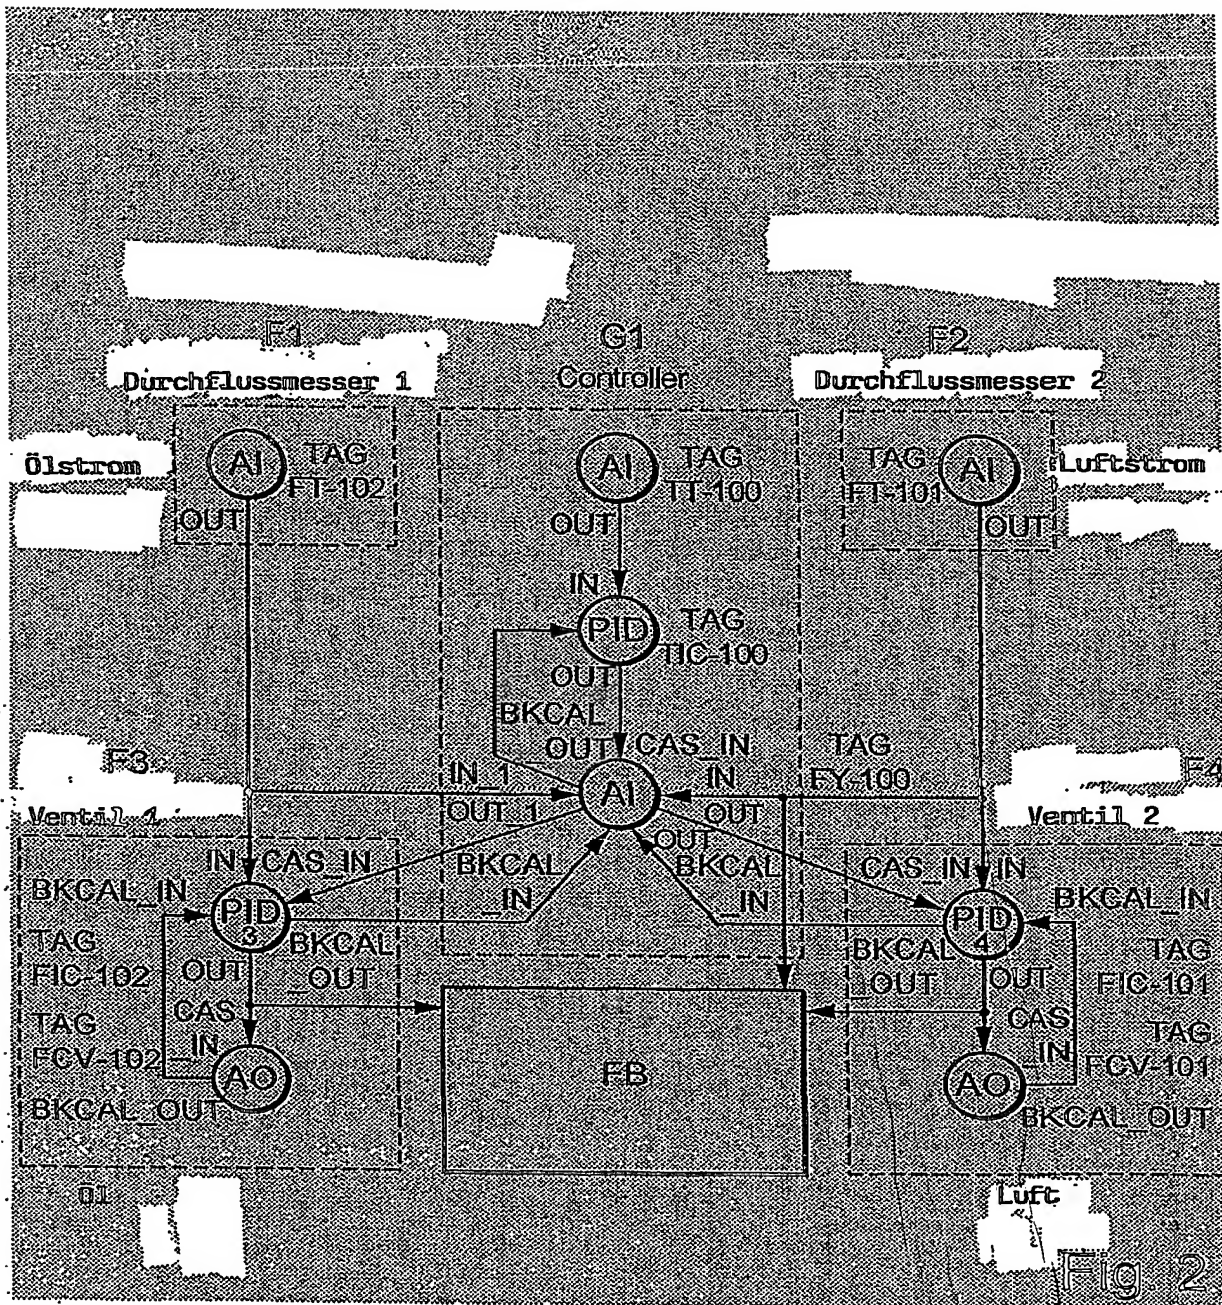 F1
Durchflussmesser 1
G1
Controller
F2
Durchflussmesser 2
Ölstrom
AI
TAG
FT-102
OUT
AI
TAG
TT-100
OUT
TAG
FT-101
AI
OUT
Luftstrom
IN
PID
TAG
TIC-100
OUT
BKCAL
_OUT
CAS_IN
TAG
FY-100
IN_1
OUT_1
AI
IN
OUT
OUT
F3
Ventil 1
F4
Ventil 2
IN
CAS_IN
BKCAL
_IN
BKCAL
_IN
CAS_IN
IN
BKCAL_IN
PID
3
BKCAL
_OUT
TAG
FIC-102
OUT
TAG
FCV-102
CAS
_IN
AO
BKCAL_OUT
FB
PID
4
BKCAL_IN
BKCAL
_OUT
OUT
TAG
FIC-101
CAS
_IN
TAG
FCV-101
AO
BKCAL_OUT
Öl
Luft
Fig 2